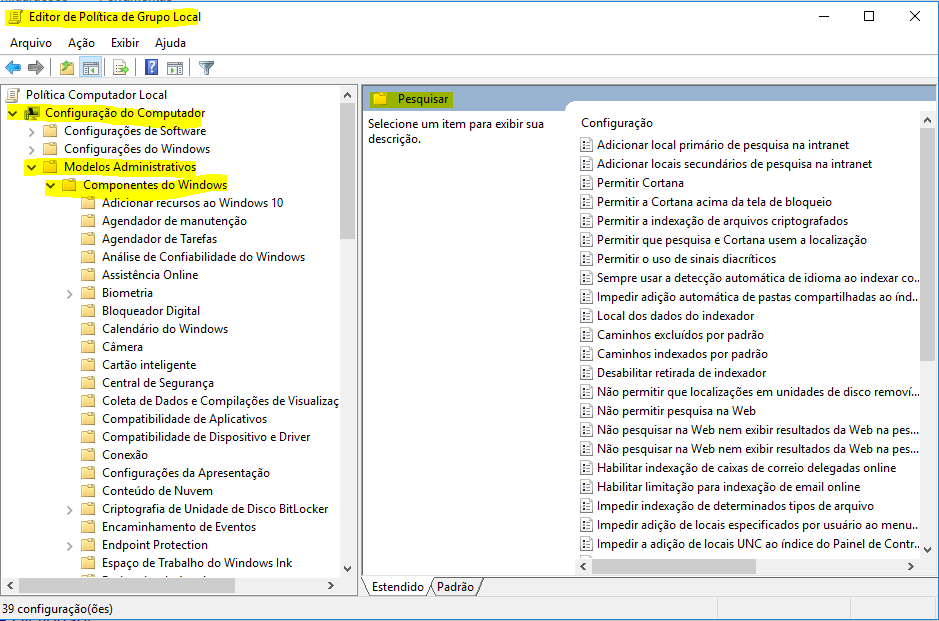 Editor de Política de Grupo Local
Arquivo Ação Exibir Ajuda
Política Computador Local
Configuração do Computador
Configurações de Software
Configurações do Windows
Modelos Administrativos
Componentes do Windows
Adicionar recursos ao Windows 10
Agendador de manutenção
Agendador de Tarefas
Análise de Confiabilidade do Windows
Assistência Online
Biometria
Bloqueador Digital
Calendário do Windows
Câmera
Cartão inteligente
Central de Segurança
Coleta de Dados e Compilações de Visualizaç
Compatibilidade de Aplicativos
Compatibilidade de Dispositivo e Driver
Conexão
Configurações da Apresentação
Conteúdo de Nuvem
Criptografia de Unidade de Disco BitLocker
Encaminhamento de Eventos
Endpoint Protection
Espaço de Trabalho do Windows Ink
Pesquisar
Selecione um item para exibir sua
descrição.
Configuração
Adicionar local primário de pesquisa na intranet
Adicionar locais secundários de pesquisa na intranet
Permitir Cortana
Permitir a Cortana acima da tela de bloqueio
Permitir a indexação de arquivos criptografados
Permitir que pesquisa e Cortana usem a localização
Permitir o uso de sinais diacríticos
Sempre usar a detecção automática de idioma ao indexar co...
Impedir adição automática de pastas compartilhadas ao índ...
Local dos dados do indexador
Caminhos excluídos por padrão
Caminhos indexados por padrão
Desabilitar retirada de indexador
Não permitir que localizações em unidades de disco removí...
Não permitir pesquisa na Web
Não pesquisar na Web nem exibir resultados da Web na pes...
Não pesquisar na Web nem exibir resultados da Web na pes...
Habilitar indexação de caixas de correio delegadas online
Habilitar limitação para indexação de email online
Impedir indexação de determinados tipos de arquivo
Impedir adição de locais especificados por usuário ao menu...
Impedir a adição de locais UNC ao índice do Painel de Contr...
Estendido Padrão
39 configuração(ões)